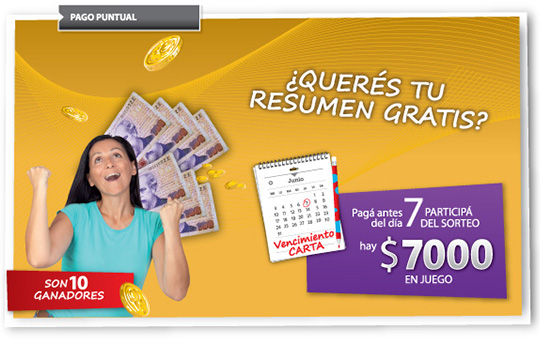 PAGO PUNTUAL
¿QUERÉS TU
RESUMEN GRATIS?
Junio
7
Vencimiento
CARTA
Pagá antes
del día 7 PARTICIPÁ
DEL SORTEO
hay $7000
EN JUEGO
SON 10
GANADORES